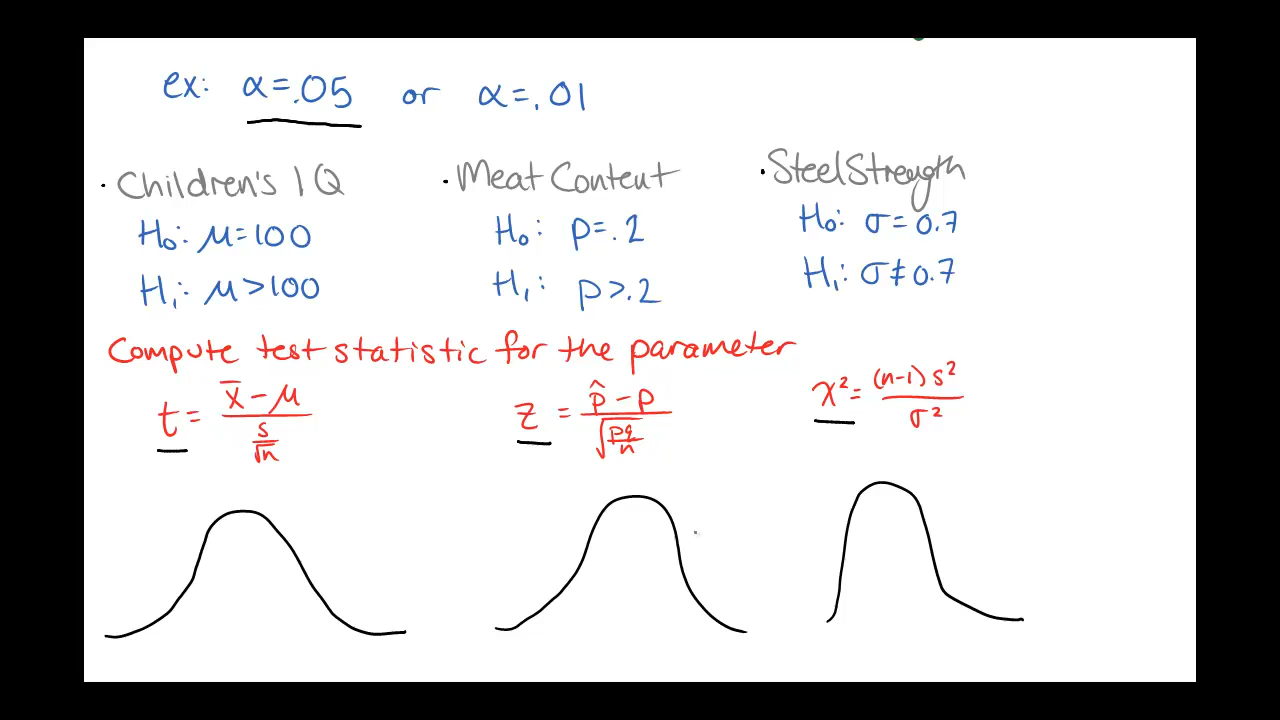 ex: α=.05 or α=.01
· Children's IQ
H₀: μ=100
H₁: μ>100
· Meat Content
H₀: p=.2
H₁: p>.2
· Steel Strength
H₀: σ=0.7
H₁: σ≠0.7
Compute test statistic for the parameter
t = (x̄-μ)/(s/√n)
z = (p̂-p)/√(pq/n)
χ² = (n-1)s²/σ²